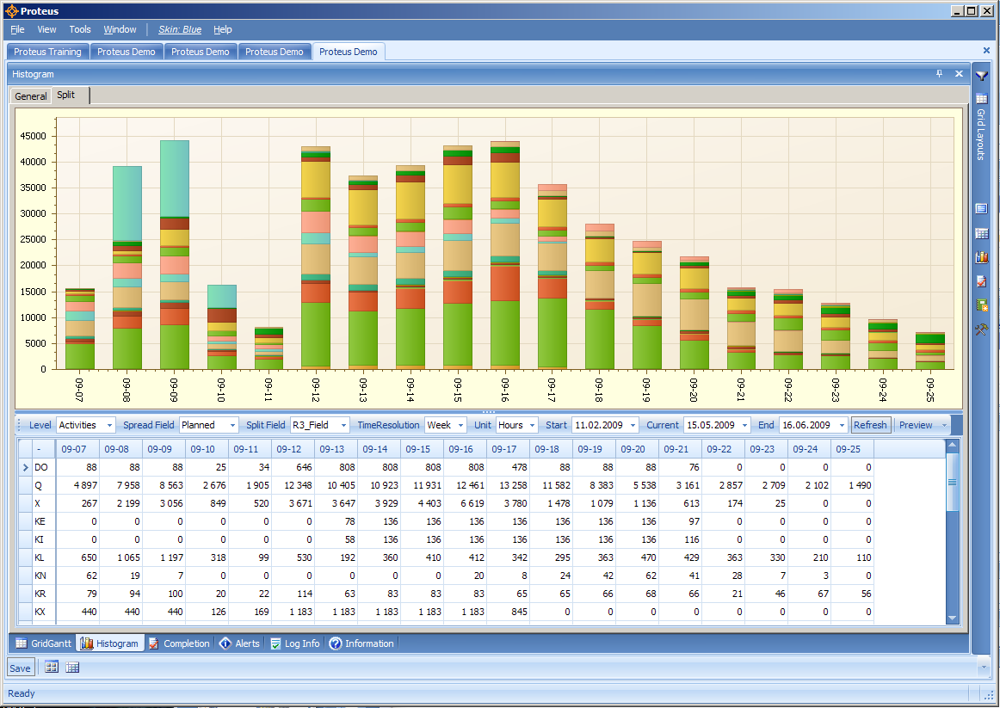 Proteus
File View Tools Window Skin: Blue Help
Proteus Training Proteus Demo Proteus Demo Proteus Demo Proteus Demo
Histogram
General Split
Grid Layouts
45000
40000
35000
30000
25000
20000
15000
10000
5000
0
09-07 09-08 09-09 09-10 09-11 09-12 09-13 09-14 09-15 09-16 09-17 09-18 09-19 09-20 09-21 09-22 09-23 09-24 09-25
Level Activities Spread Field Planned Split Field R3_Field TimeResolution Week Unit Hours Start 11.02.2009 Current 15.05.2009 End 16.06.2009 Refresh Preview
- 09-07 09-08 09-09 09-10 09-11 09-12 09-13 09-14 09-15 09-16 09-17 09-18 09-19 09-20 09-21 09-22 09-23 09-24 09-25
DO 88 88 88 25 34 646 808 808 808 808 478 88 88 88 76 0 0 0 0
Q 4 897 7 958 8 563 2 676 1 905 12 348 10 405 10 923 11 931 12 461 13 258 11 582 8 383 5 538 3 161 2 857 2 709 2 102 1 490
X 267 2 199 3 056 849 520 3 671 3 647 3 929 4 403 6 619 3 780 1 478 1 079 1 136 613 174 25 0 0
KE 0 0 0 0 0 0 78 136 136 136 136 136 136 136 97 0 0 0 0
KI 0 0 0 0 0 0 58 136 136 136 136 136 136 136 116 0 0 0 0
KL 650 1 065 1 197 318 99 530 192 360 410 412 342 295 363 470 429 363 330 210 110
KN 62 19 7 0 0 0 0 0 0 20 8 24 42 62 41 28 7 3 0
KR 79 94 100 20 22 114 63 83 83 83 65 65 66 68 66 21 46 67 56
KX 440 440 440 126 169 1 183 1 183 1 183 1 183 1 183 845 0 0 0 0 0 0 0 0
GridGantt Histogram Completion Alerts Log Info Information
Save
Ready